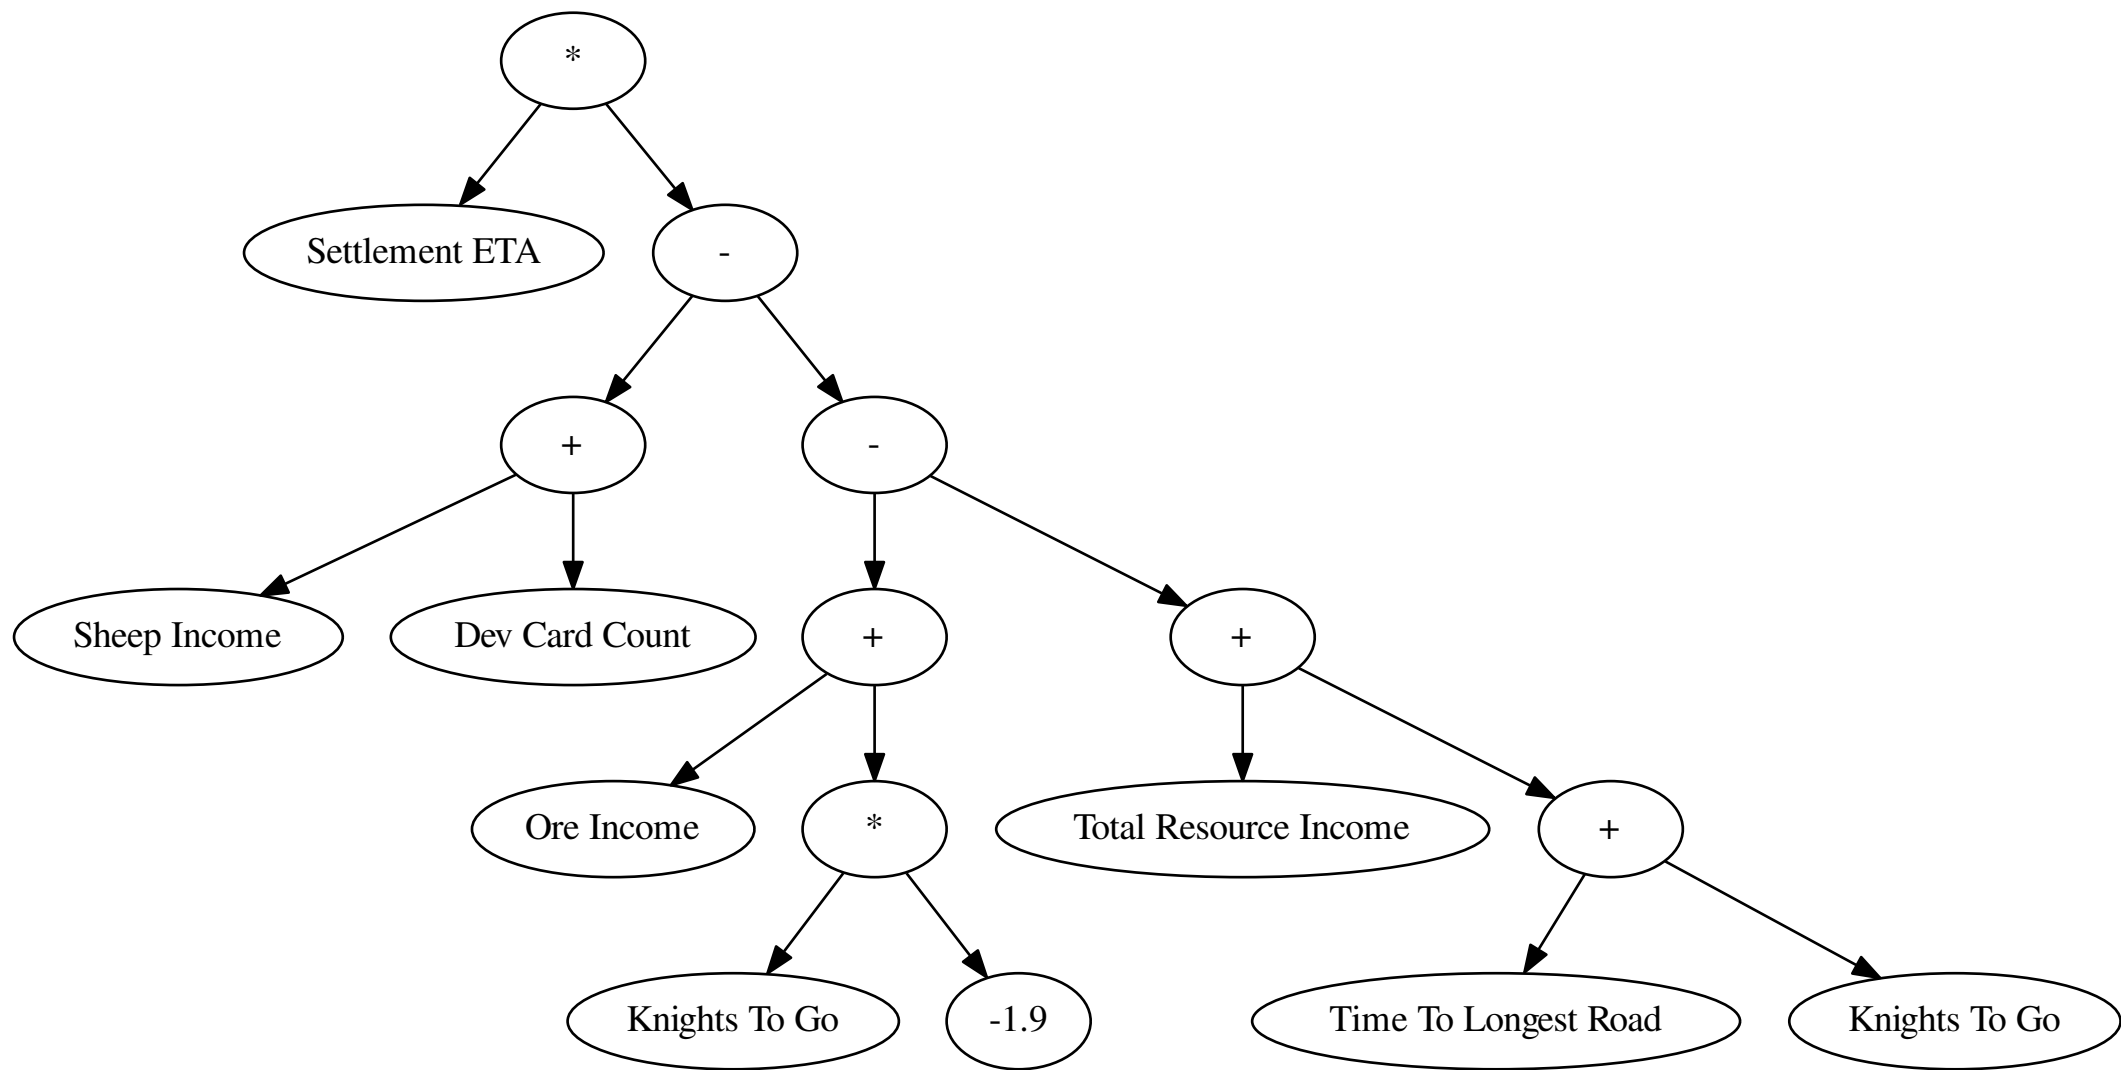 *
Settlement ETA
-
+
-
Sheep Income
Dev Card Count
+
+
Ore Income
*
Total Resource Income
+
Knights To Go
-1.9
Time To Longest Road
Knights To Go